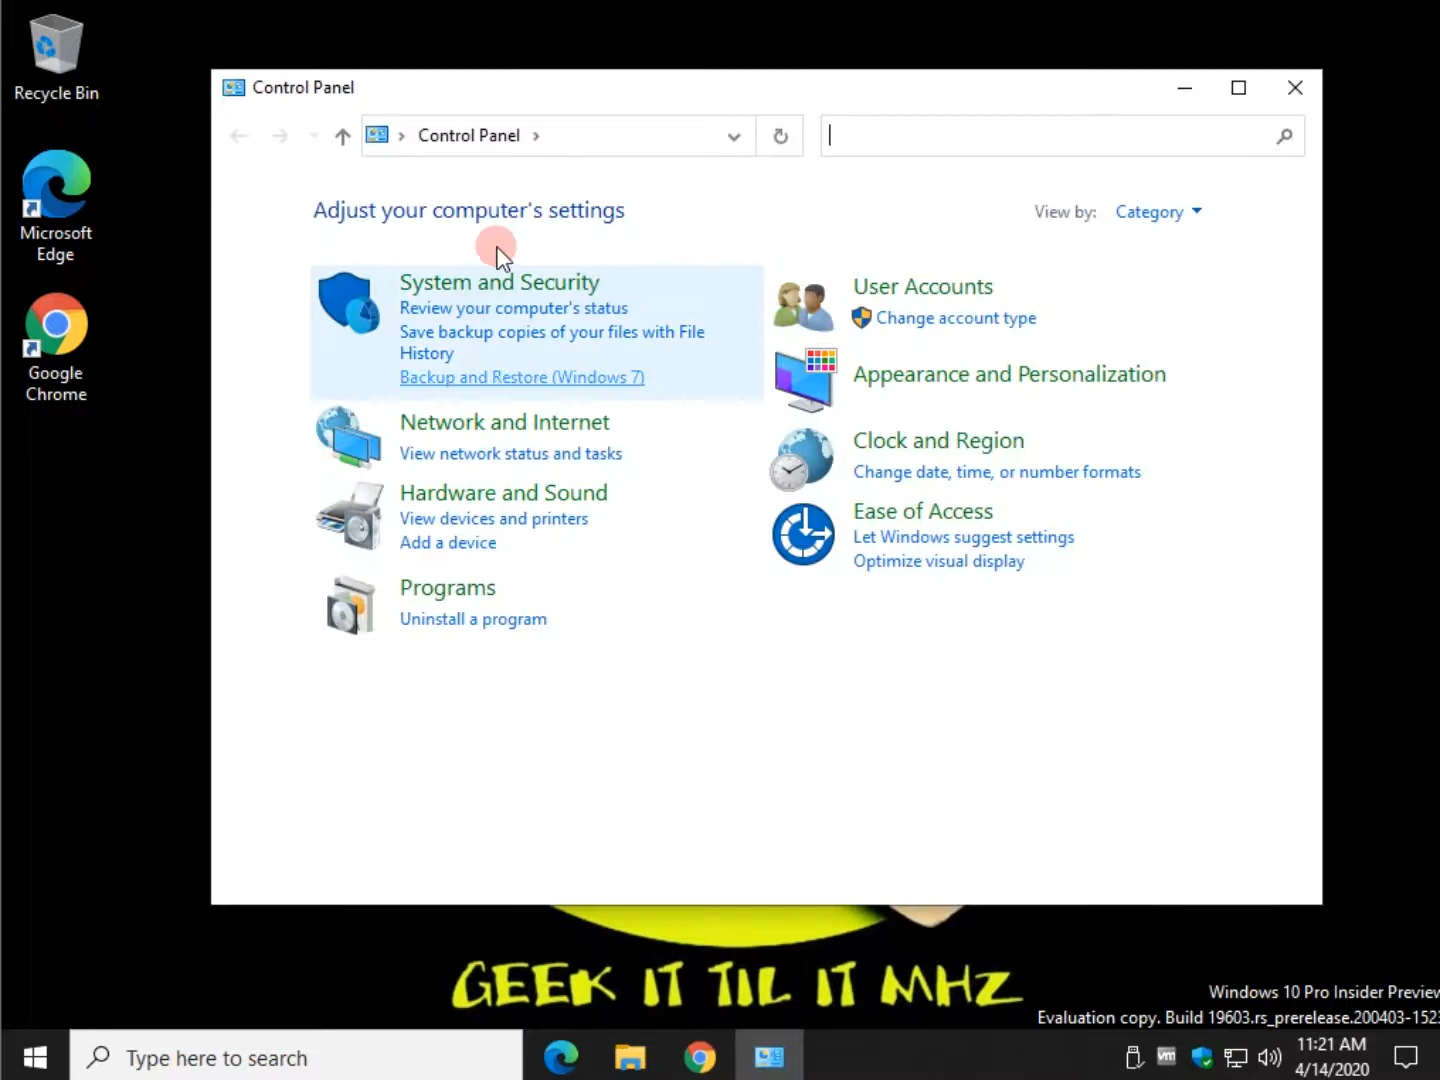 Recycle Bin
Microsoft
Edge
Google
Chrome
Control Panel
Control Panel
Adjust your computer's settings
View by: Category
System and Security
Review your computer's status
Save backup copies of your files with File
History
Backup and Restore (Windows 7)
Network and Internet
View network status and tasks
Hardware and Sound
View devices and printers
Add a device
Programs
Uninstall a program
User Accounts
Change account type
Appearance and Personalization
Clock and Region
Change date, time, or number formats
Ease of Access
Let Windows suggest settings
Optimize visual display
GEEK IT TIL IT MHZ
Windows 10 Pro Insider Preview
Evaluation copy. Build 19603.rs_prerelease.200403-1523
Type here to search
vm
11:21 AM
4/14/2020